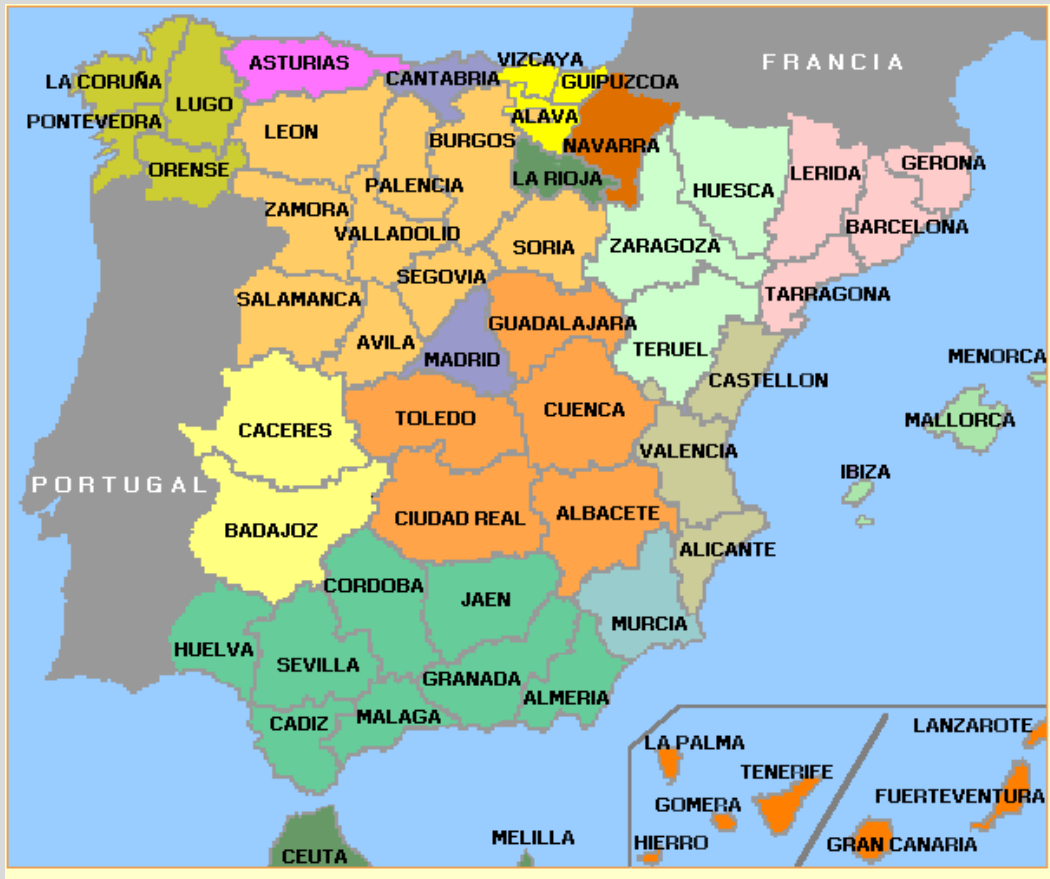 VIZCAYA
FRANCIA
ASTURIAS
CANTABRIA
GUIPUZCOA
LA CORUÑA
LUGO
PONTEVEDRA
ALAVA
LEON
BURGOS
NAVARRA
ORENSE
PALENCIA
LA RIOJA
HUESCA
LERIDA
GERONA
ZAMORA
VALLADOLID
SORIA
ZARAGOZA
BARCELONA
SEGOVIA
SALAMANCA
GUADALAJARA
TARRAGONA
AVILA
MADRID
TERUEL
MENORCA
CASTELLON
CACERES
TOLEDO
CUENCA
MALLORCA
VALENCIA
IBIZA
PORTUGAL
BADAJOZ
CIUDAD REAL
ALBACETE
ALICANTE
CORDOBA
JAEN
MURCIA
HUELVA
SEVILLA
GRANADA
ALMERIA
CADIZ
MALAGA
LANZAROTE
LA PALMA
TENERIFE
GOMERA
FUERTEVENTURA
HIERRO
GRAN CANARIA
MELILLA
CEUTA